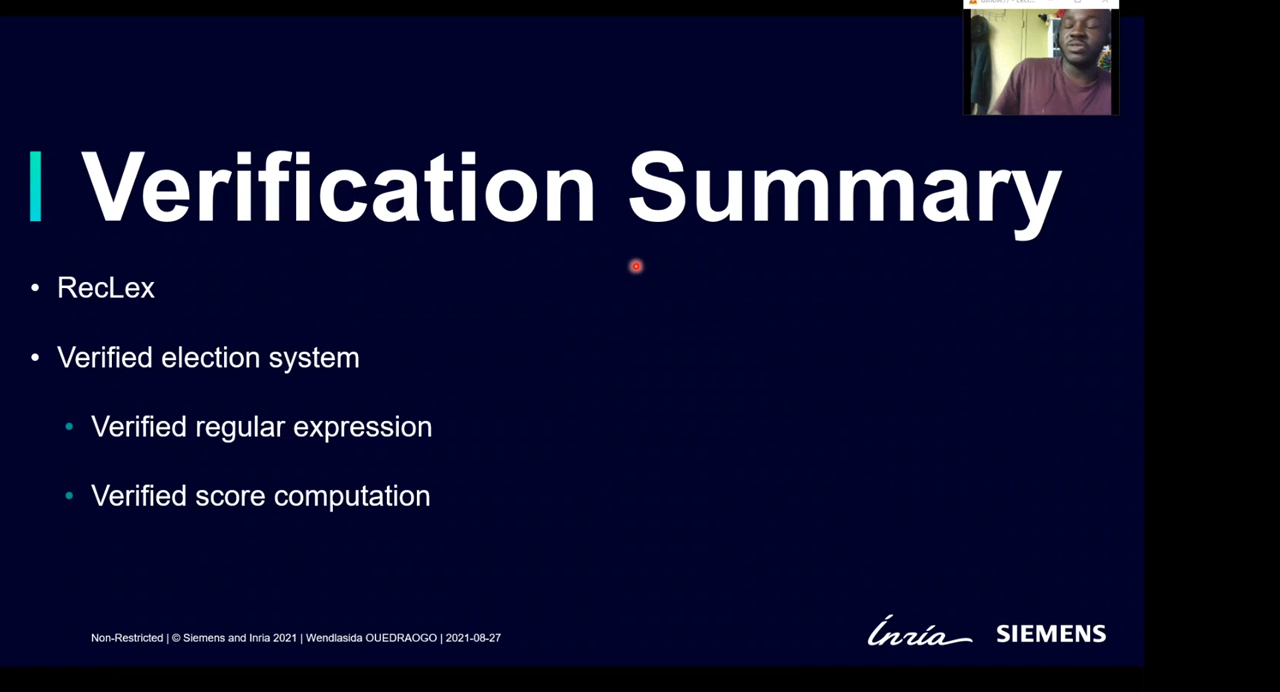 Verification Summary
• RecLex
• Verified election system
• Verified regular expression
• Verified score computation
Non-Restricted | © Siemens and Inria 2021 | Wendlasida OUEDRAOGO | 2021-08-27
Inria SIEMENS